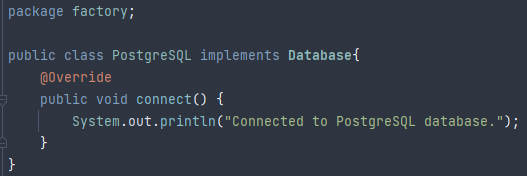 package factory;
public class PostgreSQL implements Database{
@Override
public void connect() {
System.out.println("Connected to PostgreSQL database.");
}
}